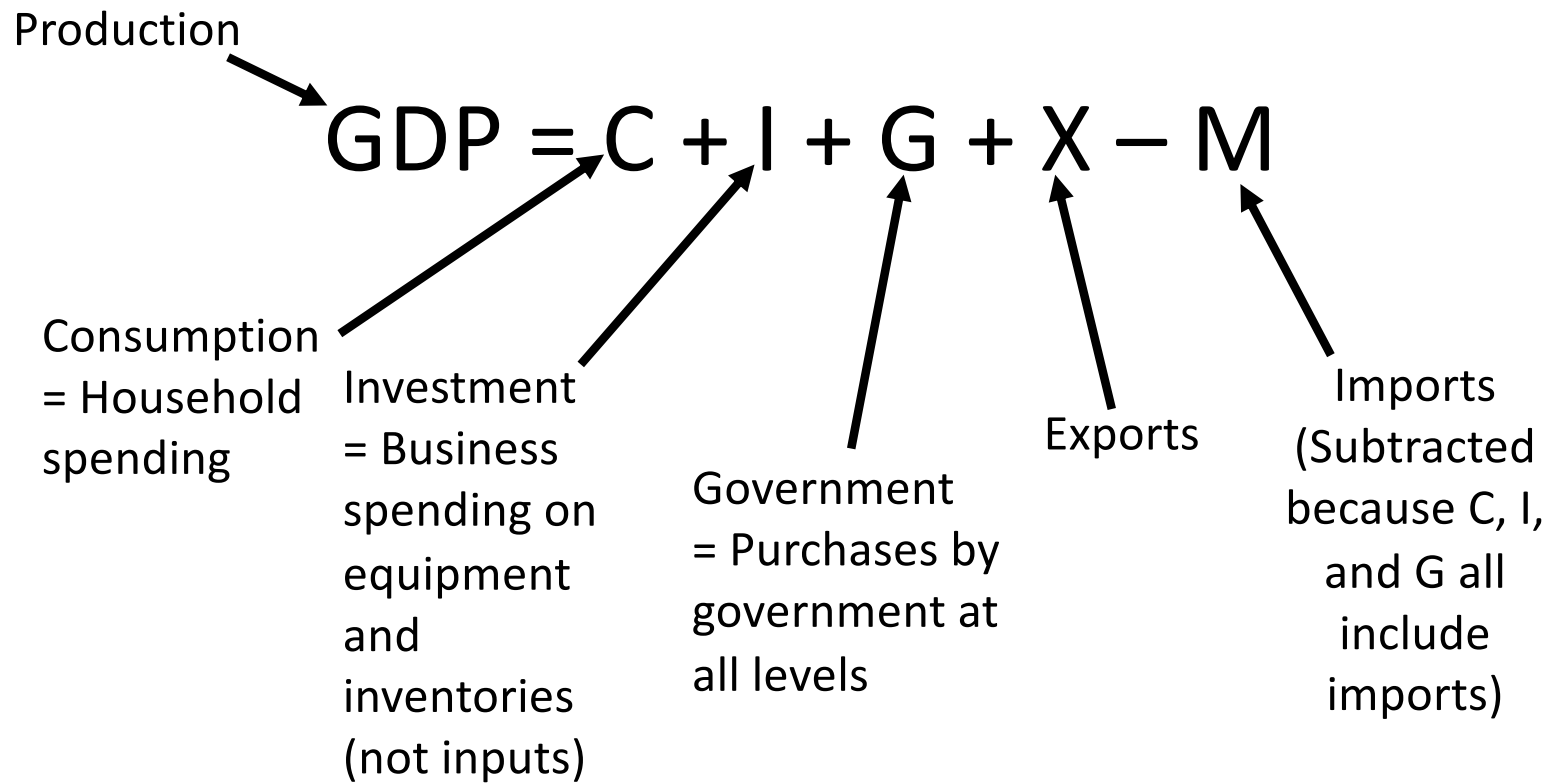 Production
GDP = C + I + G + X – M
Consumption
= Household
spending
Investment
= Business
spending on
equipment
and
inventories
(not inputs)
Government
= Purchases by
government at
all levels
Exports
Imports
(Subtracted
because C, I,
and G all
include
imports)